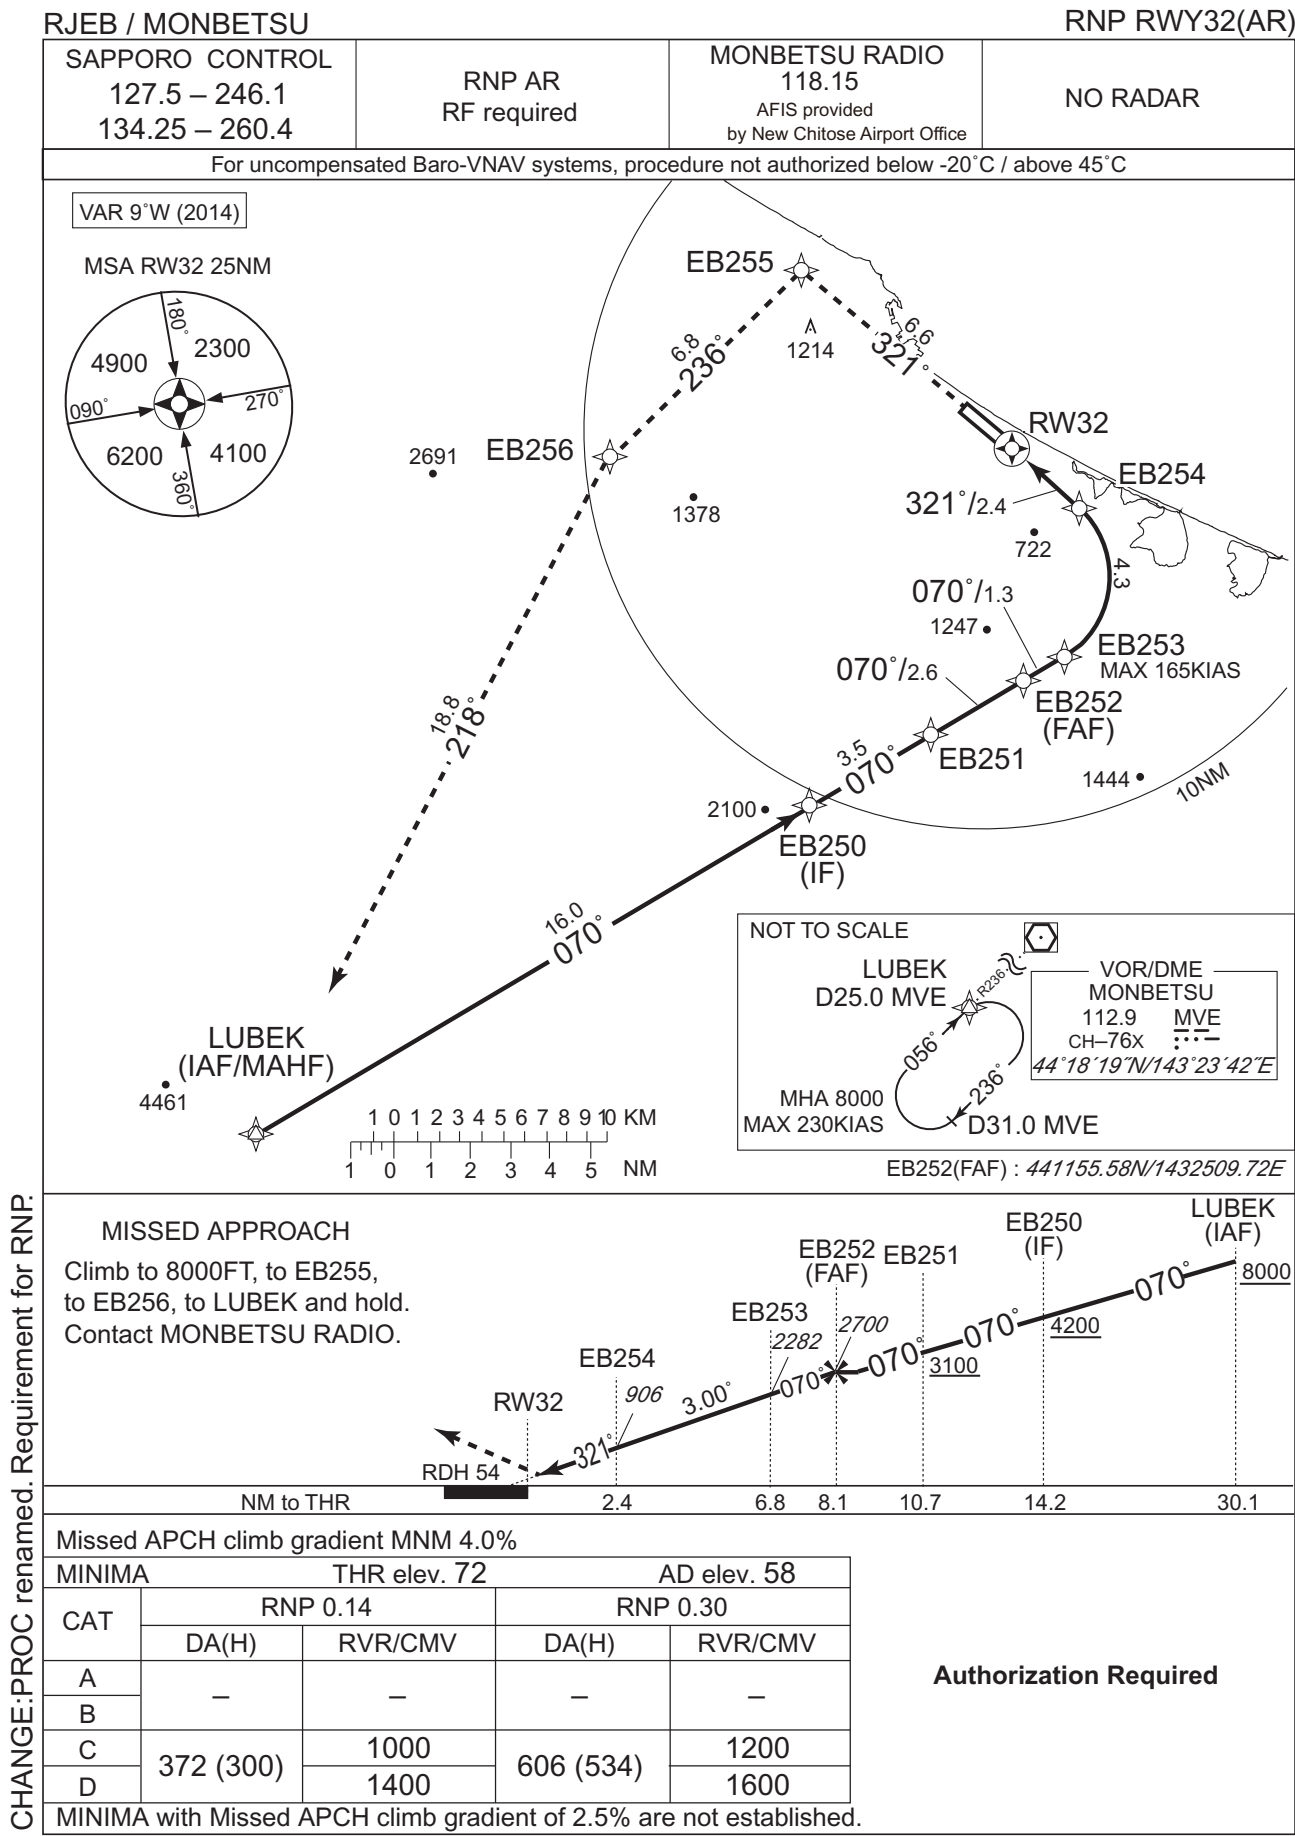 RJEB / MONBETSU
RNP RWY32(AR)
SAPPORO CONTROL
127.5 – 246.1
134.25 – 260.4
RNP AR
RF required
MONBETSU RADIO
118.15
AFIS provided
by New Chitose Airport Office
NO RADAR
For uncompensated Baro-VNAV systems, procedure not authorized below -20˚C / above 45˚C
VAR 9˚W (2014)
MSA RW32 25NM
180˚
4900
2300
090˚
270˚
6200
4100
360˚
EB255
6.8
236˚
1214
6.6
321˚
RW32
EB256
2691
1378
EB254
321˚/2.4
722
4.3
070˚/1.3
1247
EB253
MAX 165KIAS
070˚/2.6
EB252
(FAF)
EB251
18.8
218˚
3.5
070˚
1444
10NM
2100
EB250
(IF)
16.0
070˚
LUBEK
(IAF/MAHF)
4461
1 0 1 2 3 4 5 6 7 8 9 10 KM
1 0 1 2 3 4 5 NM
NOT TO SCALE
LUBEK
D25.0 MVE
R236
056˚
236˚
MHA 8000
MAX 230KIAS
D31.0 MVE
VOR/DME
MONBETSU
112.9 MVE
CH–76X
44˚18´19˝N/143˚23´42˝E
EB252(FAF) : 441155.58N/1432509.72E
MISSED APPROACH
Climb to 8000FT, to EB255,
to EB256, to LUBEK and hold.
Contact MONBETSU RADIO.
LUBEK
(IAF)
8000
EB250
(IF)
4200
070˚
EB251
3100
070˚
EB252
(FAF)
2700
070˚
EB253
2282
070˚
EB254
906
3.00˚
RW32
321˚
RDH 54
NM to THR
2.4 6.8 8.1 10.7 14.2 30.1
Missed APCH climb gradient MNM 4.0%
MINIMA THR elev. 72 AD elev. 58
CAT
RNP 0.14 RNP 0.30
DA(H) RVR/CMV DA(H) RVR/CMV
A
– – – –
B
C 372 (300) 1000 606 (534) 1200
D 1400 1600
MINIMA with Missed APCH climb gradient of 2.5% are not established.
Authorization Required
CHANGE:PROC renamed. Requirement for RNP.